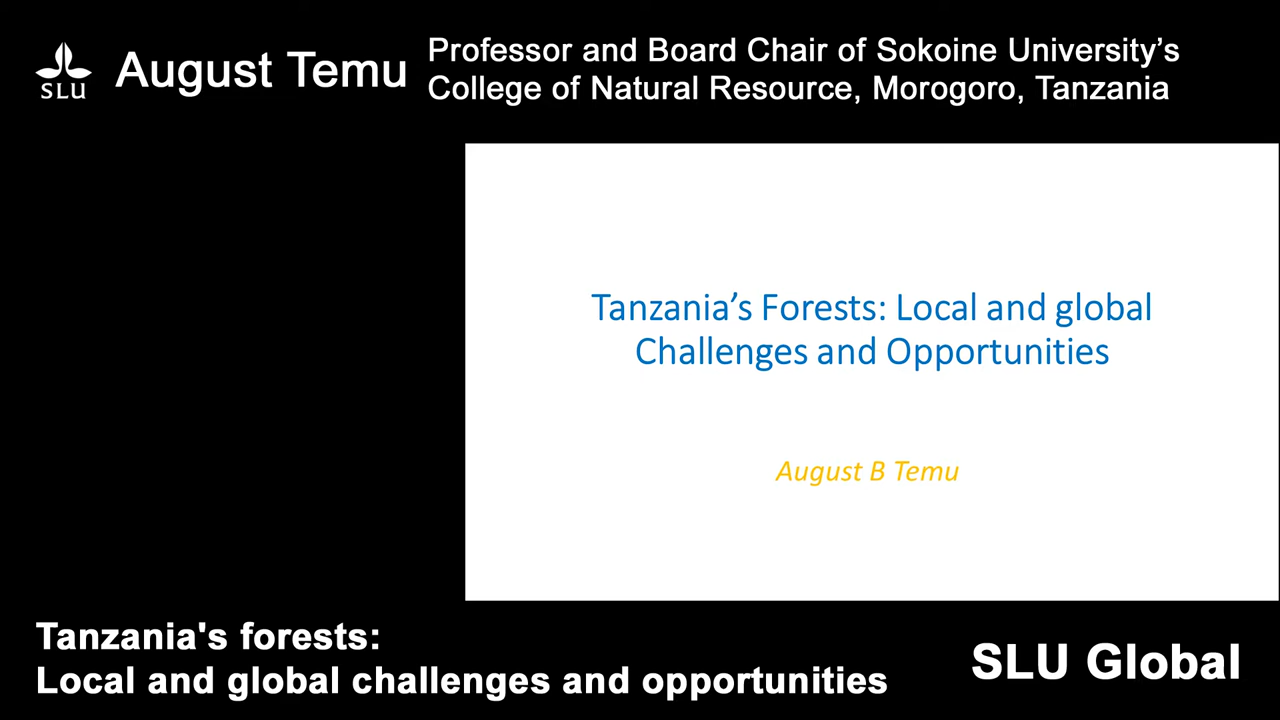 SLU
August Temu
Professor and Board Chair of Sokoine University’s
College of Natural Resource, Morogoro, Tanzania
Tanzania’s Forests: Local and global
Challenges and Opportunities
August B Temu
Tanzania's forests:
Local and global challenges and opportunities
SLU Global